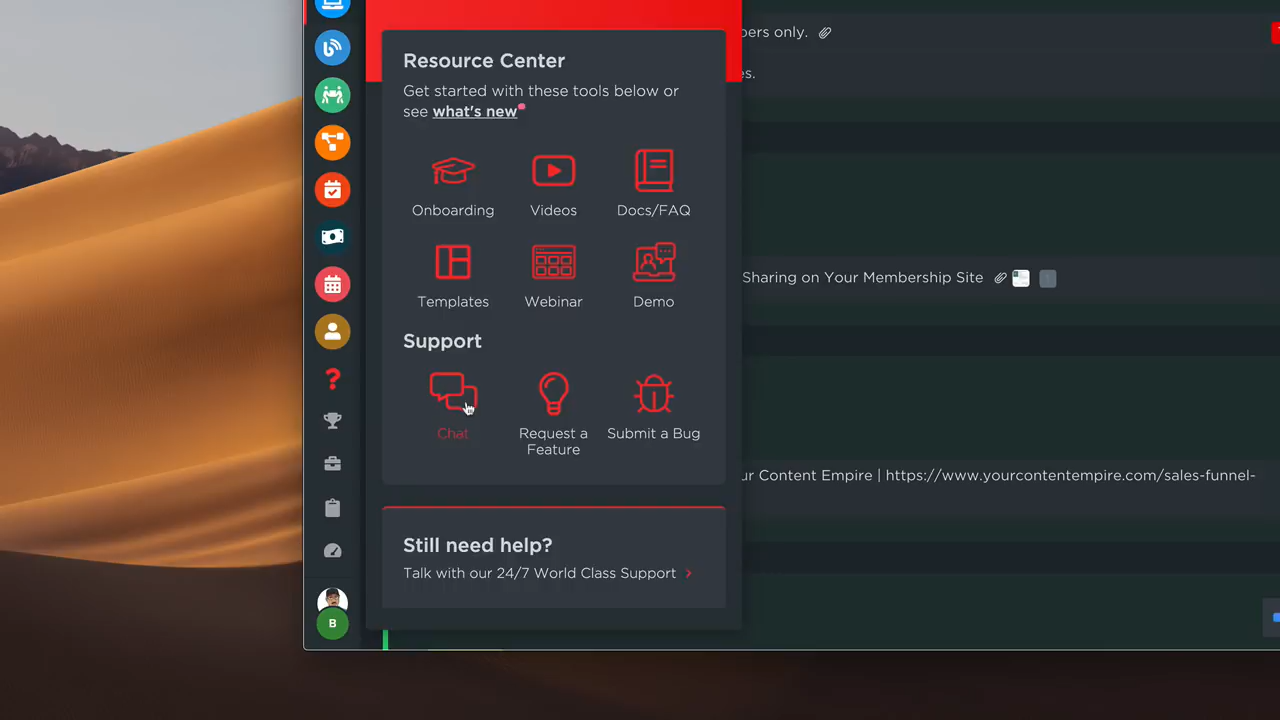 bers only.
Resource Center
es.
Get started with these tools below or
see what's new
Onboarding
Videos
Docs/FAQ
Sharing on Your Membership Site
Templates
Webinar
Demo
Support
?
Chat
Request a
Feature
Submit a Bug
ur Content Empire | https://www.yourcontentempire.com/sales-funnel-
Still need help?
Talk with our 24/7 World Class Support >
B